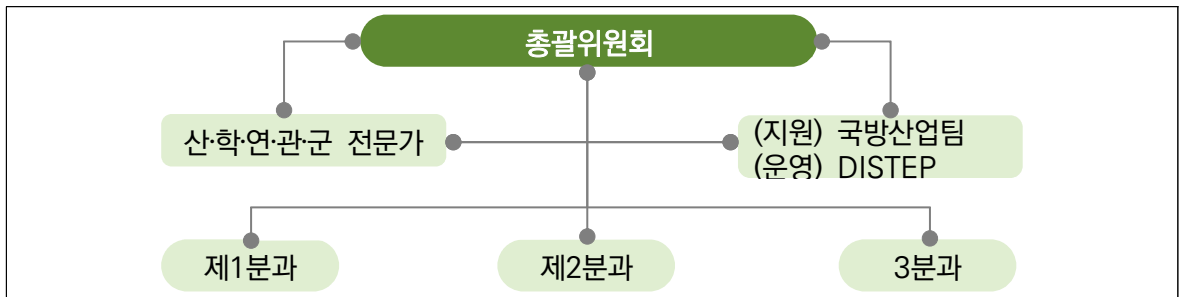 총괄위원회
산·학·연·관·군 전문가
(지원) 국방산업팀
(운영) DISTEP
제1분과
제2분과
3분과